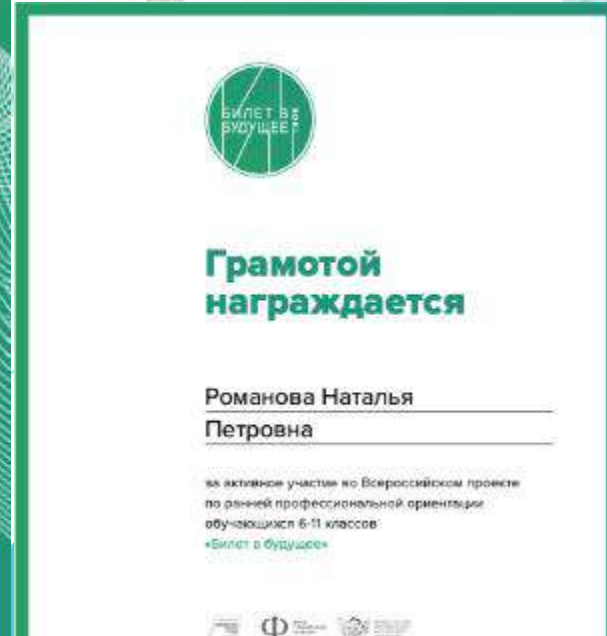 БИЛЕТ В
БУДУЩЕЕ
Грамотой
награждается
Романова Наталья
Петровна
за активное участие во Всероссийском проекте
по ранней профессиональной ориентации
обучающихся 6-11 классов
«Билет в будущее»